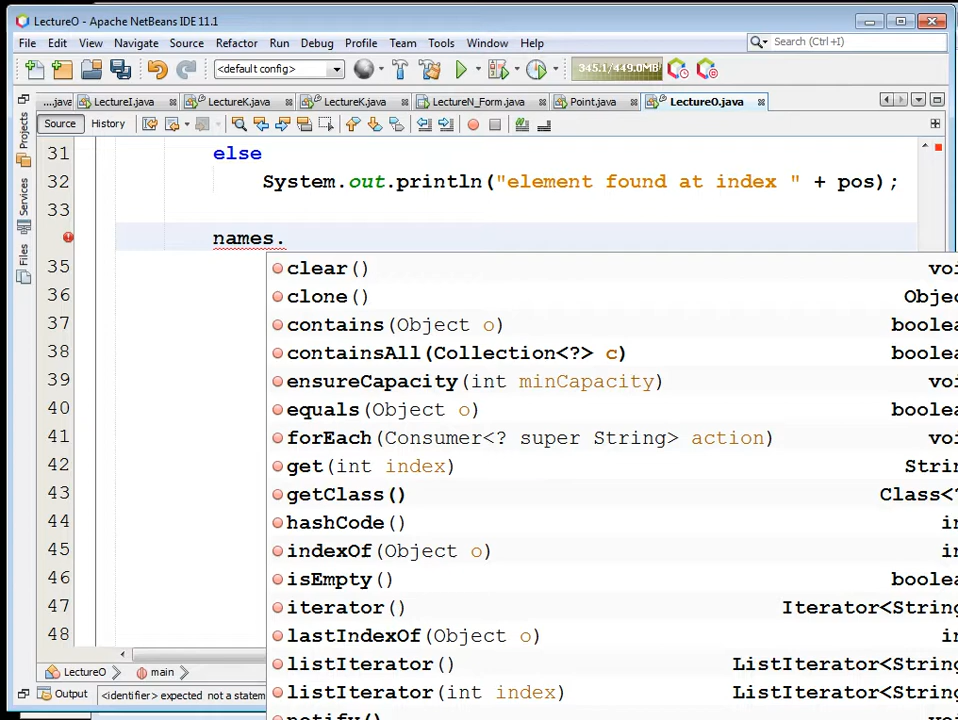 LectureO - Apache NetBeans IDE 11.1
File Edit View Navigate Source Refactor Run Debug Profile Team Tools Window Help
Search (Ctrl+I)
<default config>
345.1/449.0MB
....java LectureI.java LectureK.java LectureK.java LectureN_Form.java Point.java LectureO.java
Source History
Projects
Services
Files
31 else
32 System.out.println("element found at index " + pos);
33
names.
35 clear() voi
36 clone() Objec
37 contains(Object o) boolea
38 containsAll(Collection<?> c) boolea
39 ensureCapacity(int minCapacity) voi
40 equals(Object o) boolea
41 forEach(Consumer<? super String> action) voi
42 get(int index) Strin
43 getClass() Class<?
44 hashCode() in
45 indexOf(Object o) in
46 isEmpty() boolea
47 iterator() Iterator<String
48 lastIndexOf(Object o) in
listIterator() ListIterator<String
listIterator(int index) ListIterator<String
notify()
LectureO main
Output <identifier> expected not a statem